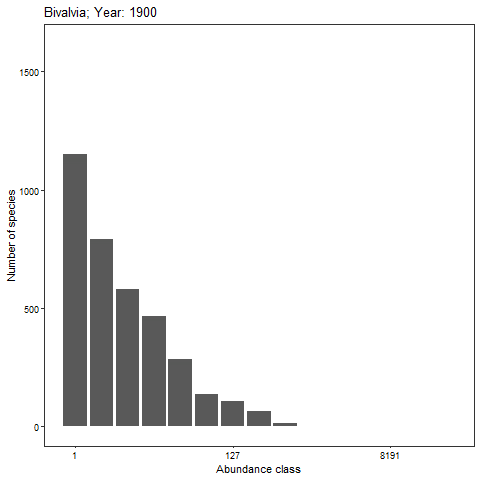 Bivalvia; Year: 1900
1500
1000
500
0
Number of species
1
127
8191
Abundance class